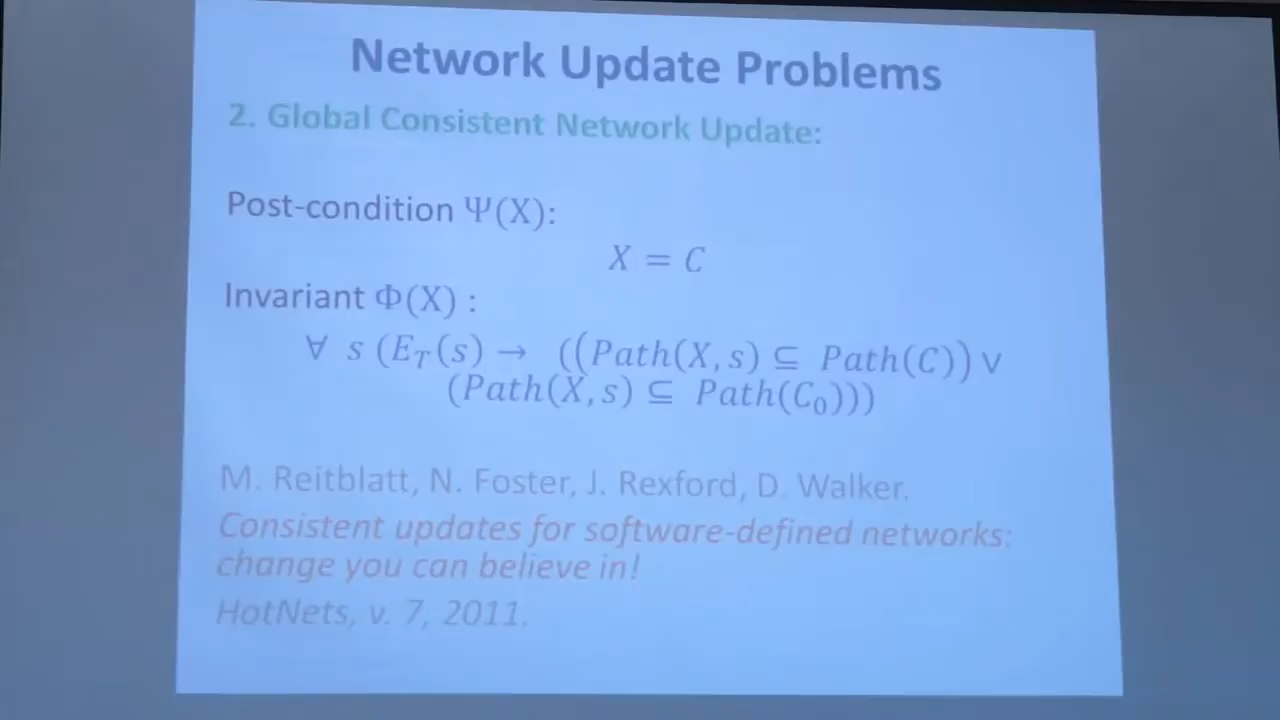 Network Update Problems
2. Global Consistent Network Update:
Post-condition Ψ(X):
X = C
Invariant Φ(X) :
∀ s (E_T(s) → ((Path(X,s) ⊆ Path(C)) ∨
(Path(X,s) ⊆ Path(C₀)))
M. Reitblatt, N. Foster, J. Rexford, D. Walker.
Consistent updates for software-defined networks:
change you can believe in!
HotNets, v. 7, 2011.